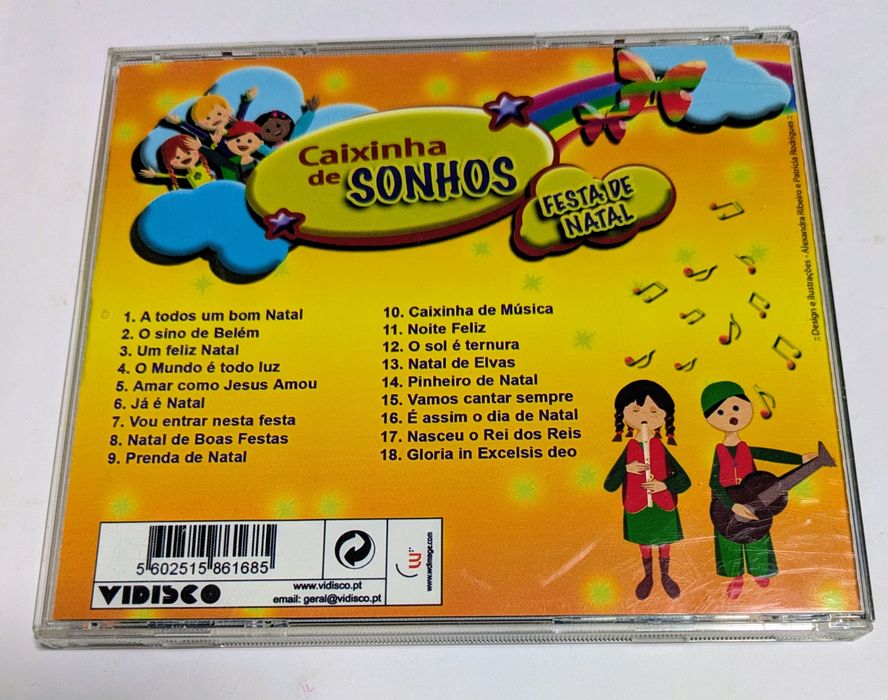 Caixinha
de SONHOS
FESTA DE
NATAL
:: Design e ilustrações - Alexandra Ribeiro e Patrícia Rodrigues ::
1. A todos um bom Natal
2. O sino de Belém
3. Um feliz Natal
4. O Mundo é todo luz
5. Amar como Jesus Amou
6. Já é Natal
7. Vou entrar nesta festa
8. Natal de Boas Festas
9. Prenda de Natal
10. Caixinha de Música
11. Noite Feliz
12. O sol é ternura
13. Natal de Elvas
14. Pinheiro de Natal
15. Vamos cantar sempre
16. É assim o dia de Natal
17. Nasceu o Rei dos Reis
18. Gloria in Excelsis deo
5 602515 861685
VIDISCO
www.vidisco.pt
email: geral@vidisco.pt
www.wdimage.com